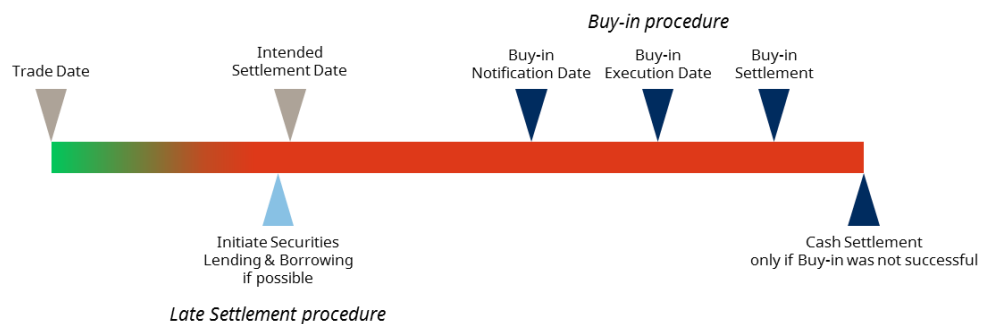 Buy-in procedure
Trade Date
Intended
Settlement Date
Buy-in
Notification Date
Buy-in
Execution Date
Buy-in
Settlement
Initiate Securities
Lending & Borrowing
if possible
Cash Settlement
only if Buy-in was not successful
Late Settlement procedure